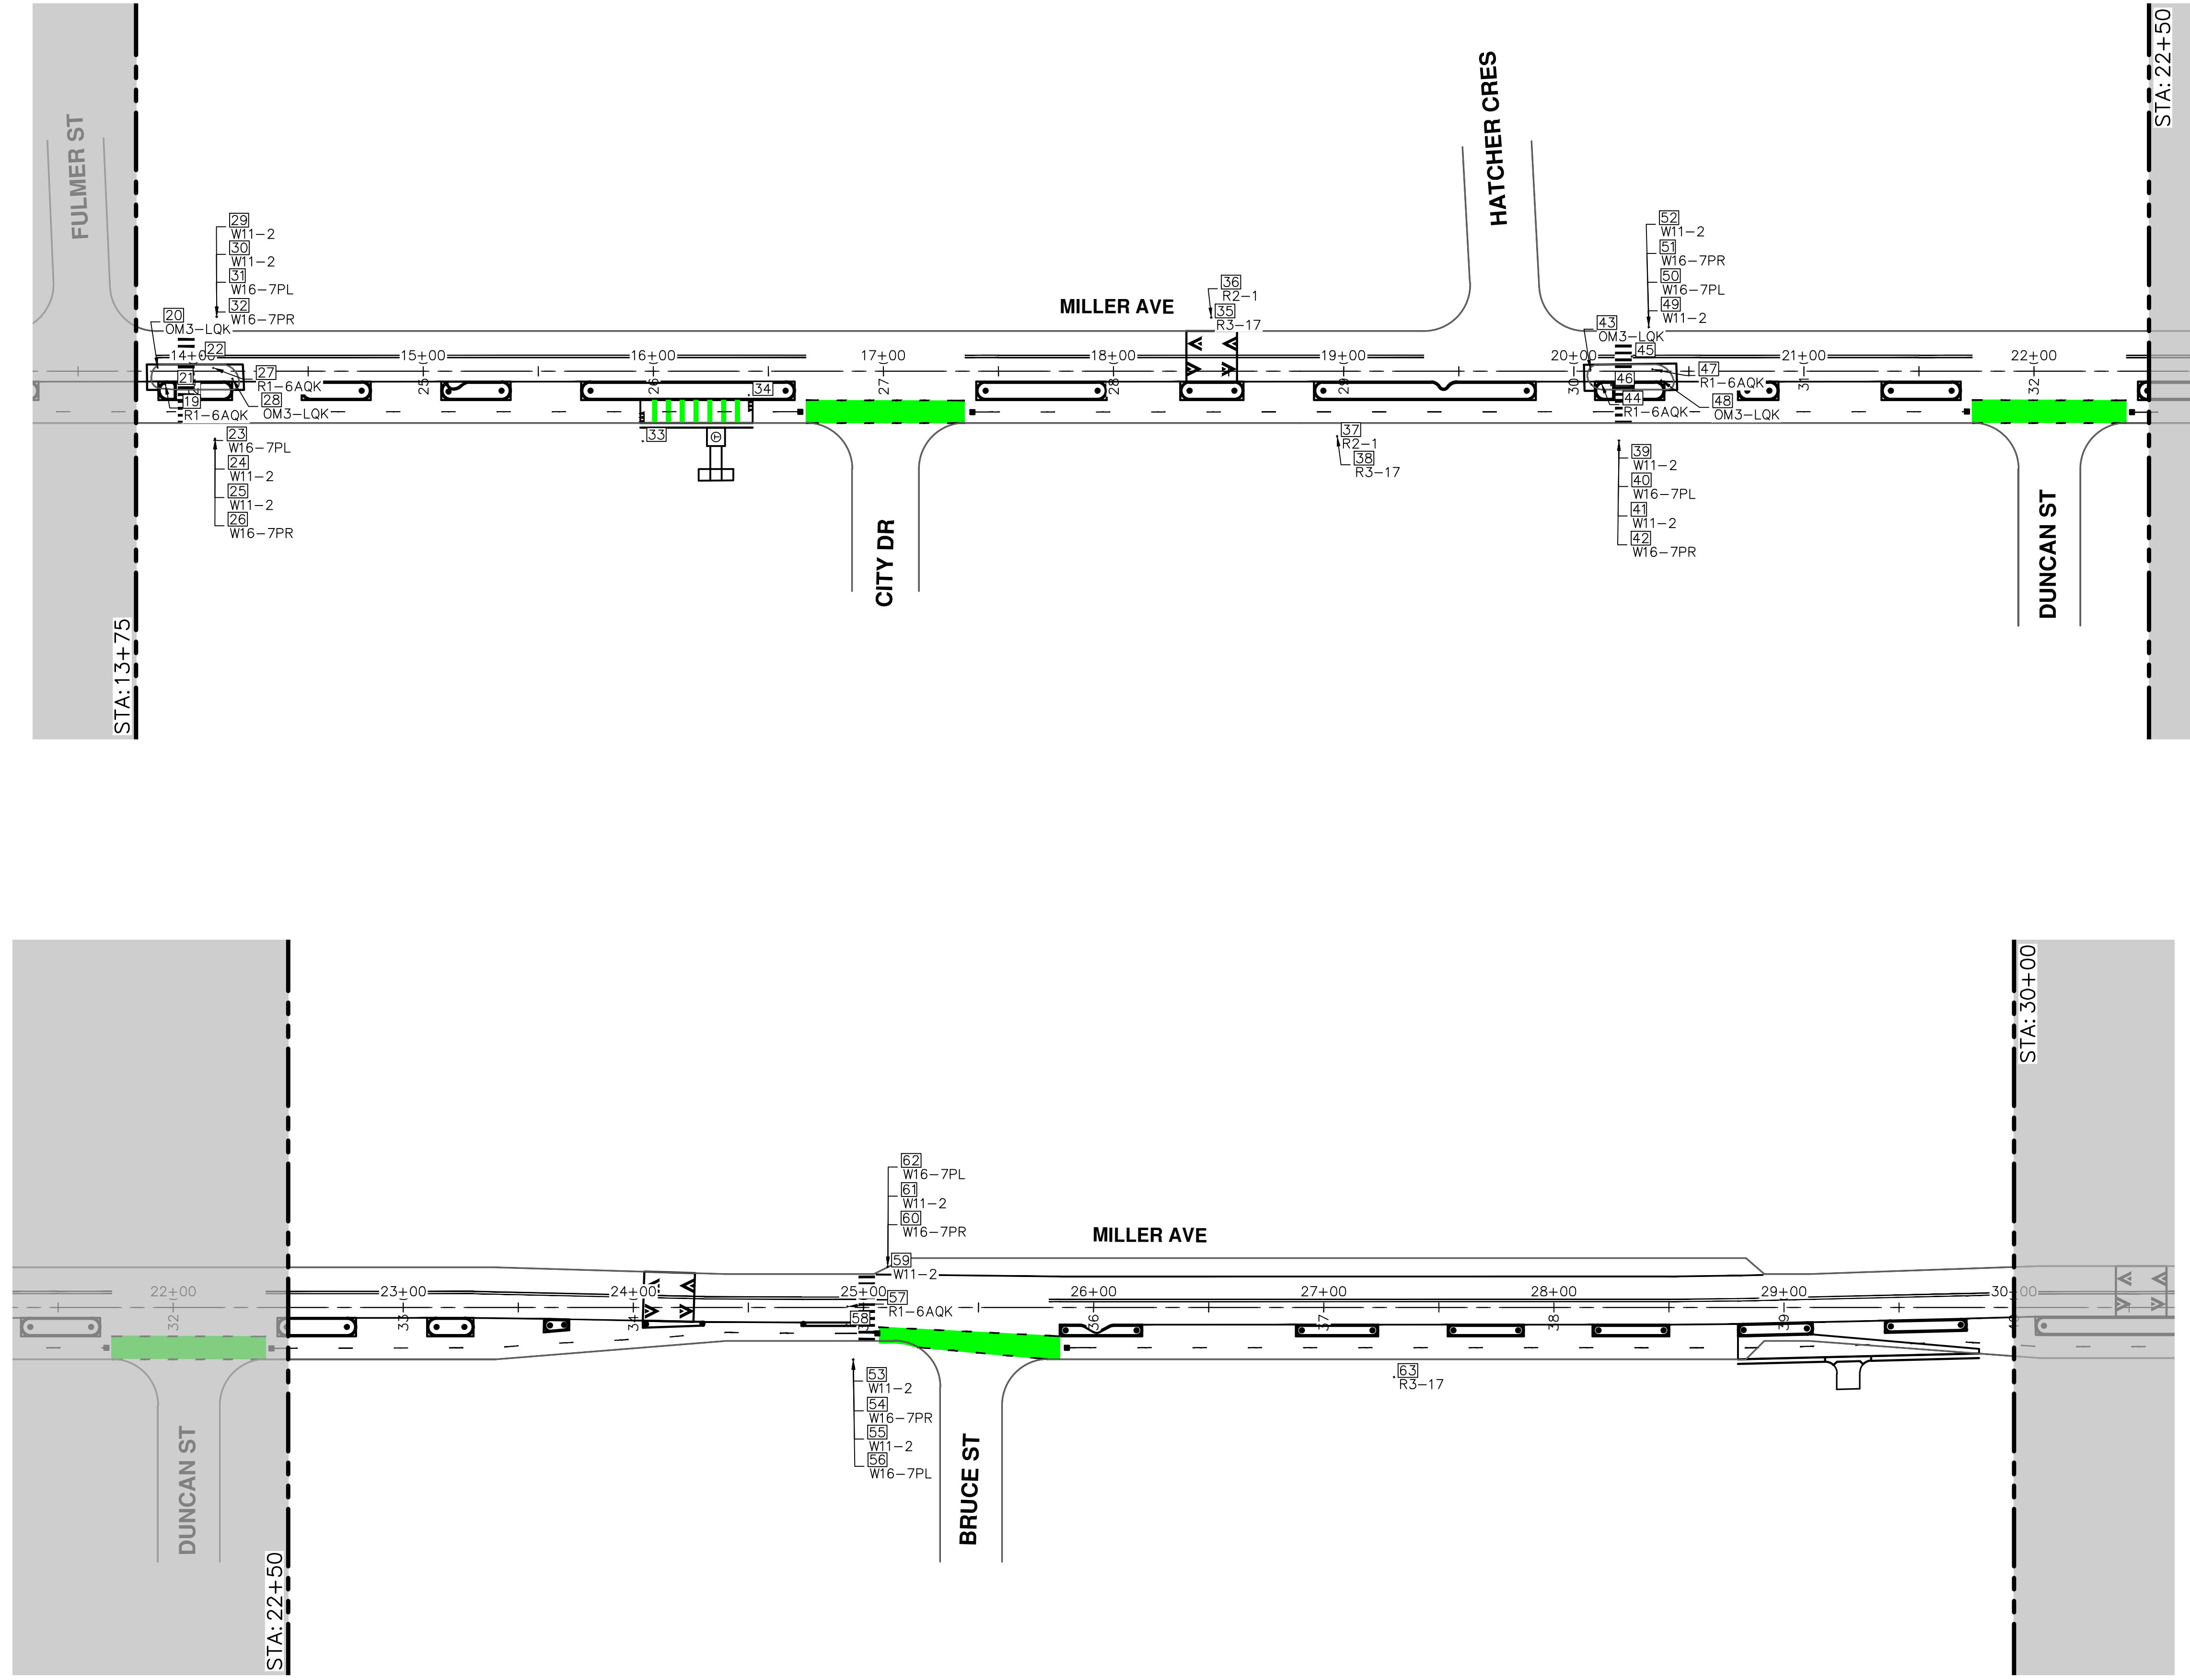 FULMER ST
STA: 13+75
29
W11-2
30
W11-2
31
W16-7PL
32
W16-7PR
20
OM3-LQK
22
21
27
R1-6AQK
19
R1-6AQK
28
OM3-LQK
23
W16-7PL
24
W11-2
25
W11-2
26
W16-7PR
15+00
16+00
17+00
18+00
19+00
20+00
21+00
22+00
25
26
27
28
29
30
31
32
33
34
CITY DR
MILLER AVE
36
R2-1
35
R3-17
37
R2-1
38
R3-17
HATCHER CRES
52
W11-2
51
W16-7PR
50
W16-7PL
49
W11-2
43
OM3-LQK
45
46
47
R1-6AQK
44
R1-6AQK
48
OM3-LQK
39
W11-2
40
W16-7PL
41
W11-2
42
W16-7PR
DUNCAN ST
STA: 22+50
22+00
32
DUNCAN ST
STA: 22+50
23+00
24+00
25+00
26+00
27+00
28+00
29+00
33
34
36
37
38
39
62
W16-7PL
61
W11-2
60
W16-7PR
59
W11-2
57
R1-6AQK
58
53
W11-2
54
W16-7PR
55
W11-2
56
W16-7PL
BRUCE ST
MILLER AVE
63
R3-17
30+00
STA: 30+00